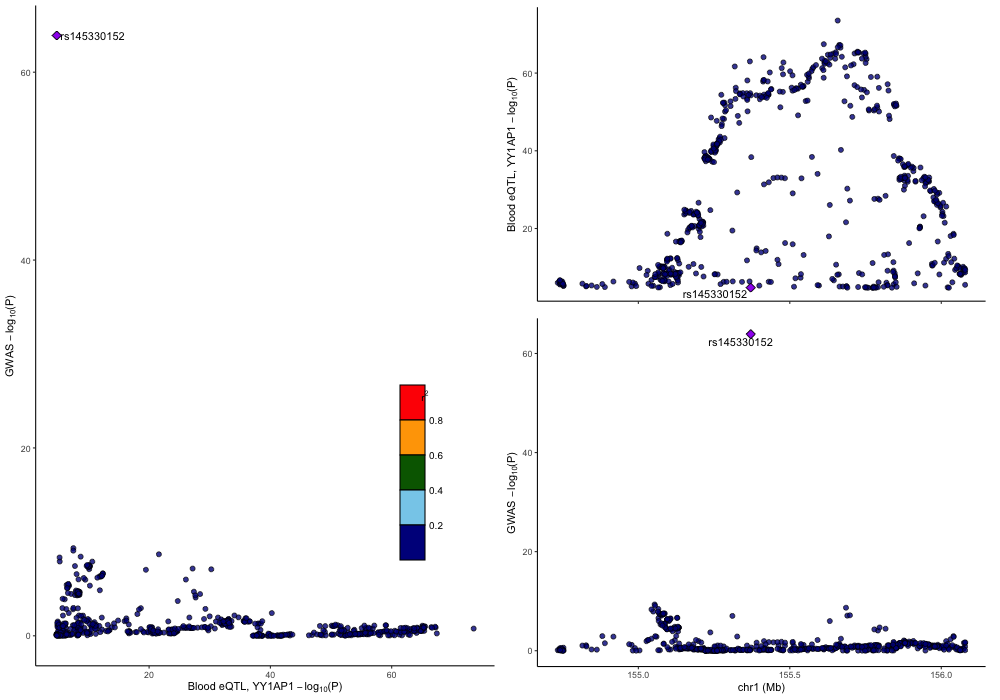 rs145330152
60
40
20
0
GWAS − log10(P)
20
40
60
Blood eQTL, YY1AP1 − log10(P)
r2
0.8
0.6
0.4
0.2
60
40
20
Blood eQTL, YY1AP1 − log10(P)
rs145330152
60
40
20
0
GWAS − log10(P)
rs145330152
155.0
155.5
156.0
chr1 (Mb)